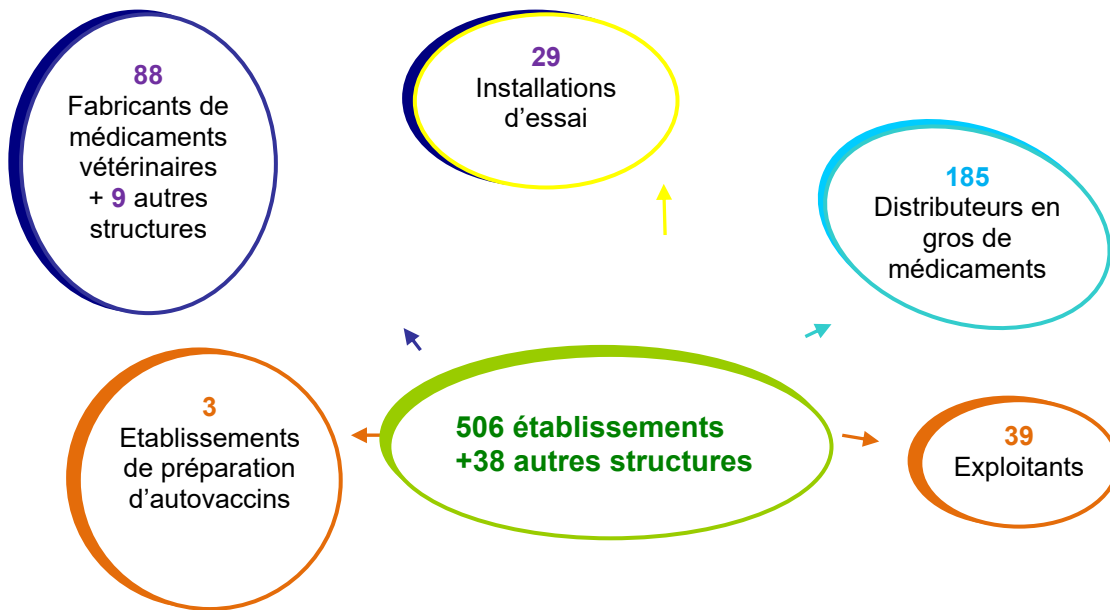 88
Fabricants de
médicaments
vétérinaires
+ 9 autres
structures
29
Installations
d'essai
185
Distributeurs en
gros de
médicaments
3
Etablissements
de préparation
d'autovaccins
506 établissements
+38 autres structures
39
Exploitants